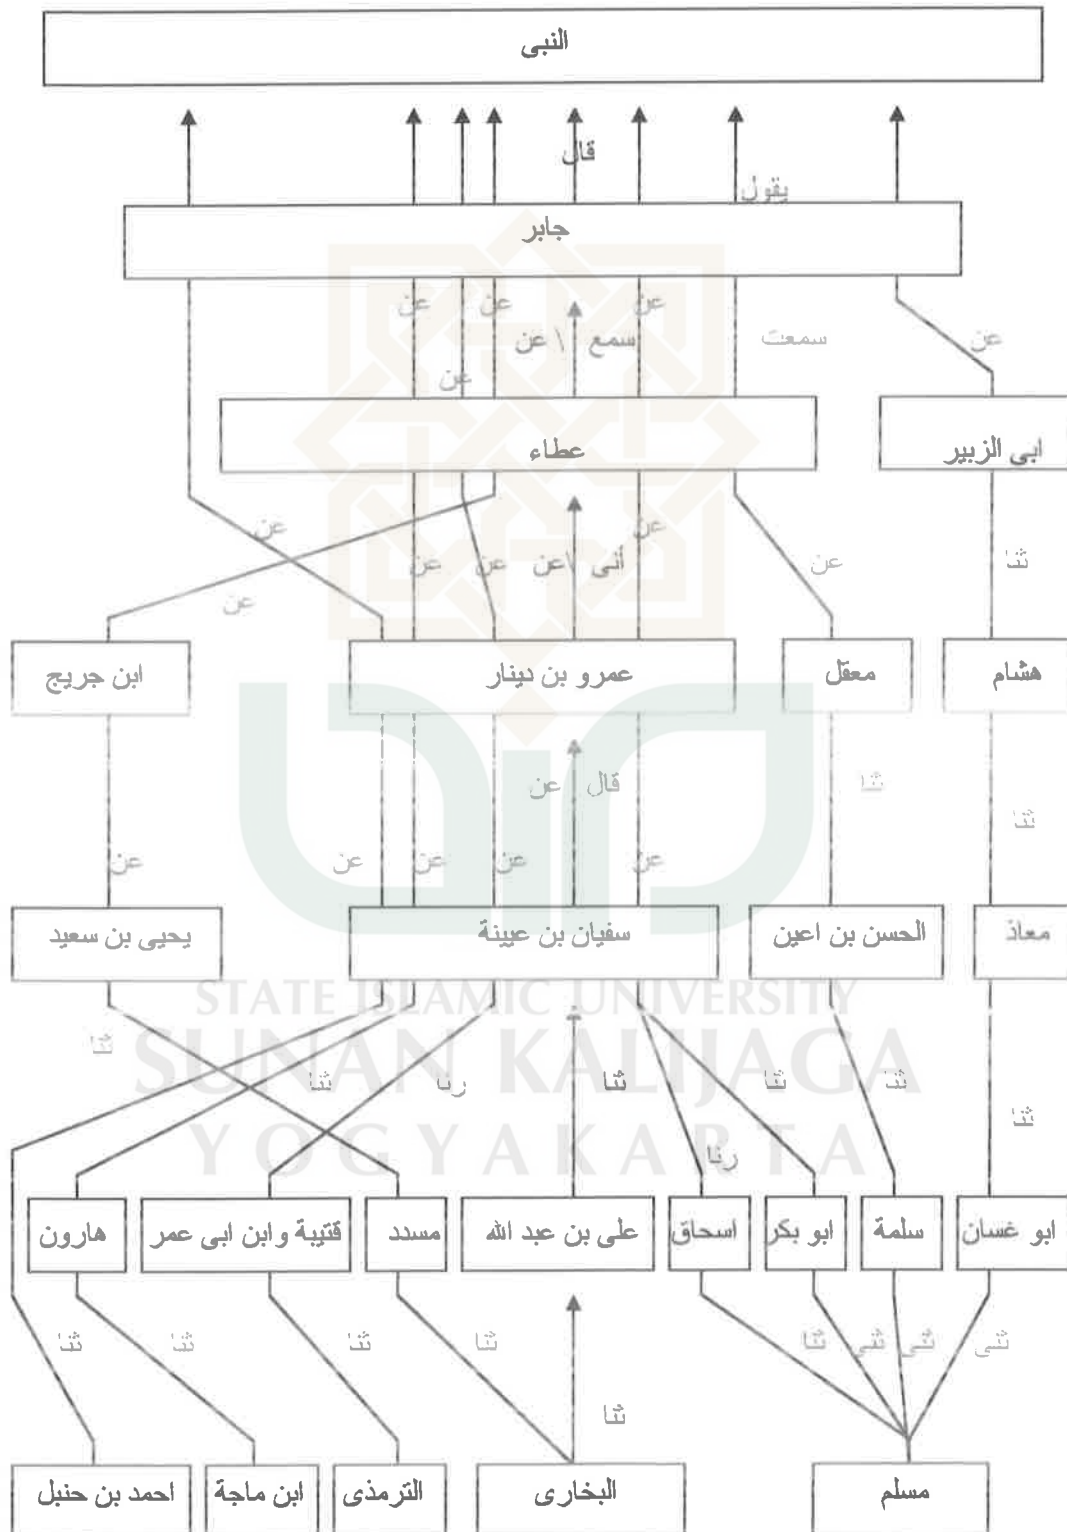 النبى
قال
يقول
جابر
عن عن عن
سمع \ عن سمعت عن
عن
عطاء ابى الزبير
عن عن
عن عن أنى \ عن عن ثنا
عن
ابن جريج عمرو بن دينار معقل هشام
قال عن ثنا
ثنا
عن عن عن عن عن
يحيى بن سعيد سفيان بن عيينة الحسن بن اعين معاذ
STATE ISLAMIC UNIVERSITY
SUNAN KALIJAGA
YOGYAKARTA
ثنا
ثنا رنا ثنا ثنا ثنا
ثنا
رنا
هارون قتيبة وابن ابى عمر مسدد على بن عبد الله اسحاق ابو بكر سلمة ابو غسان
ثنا ثنا ثنا ثنا ثنا ثنى ثنى ثنى
ثنا
احمد بن حنبل ابن ماجة الترمذى البخارى مسلم